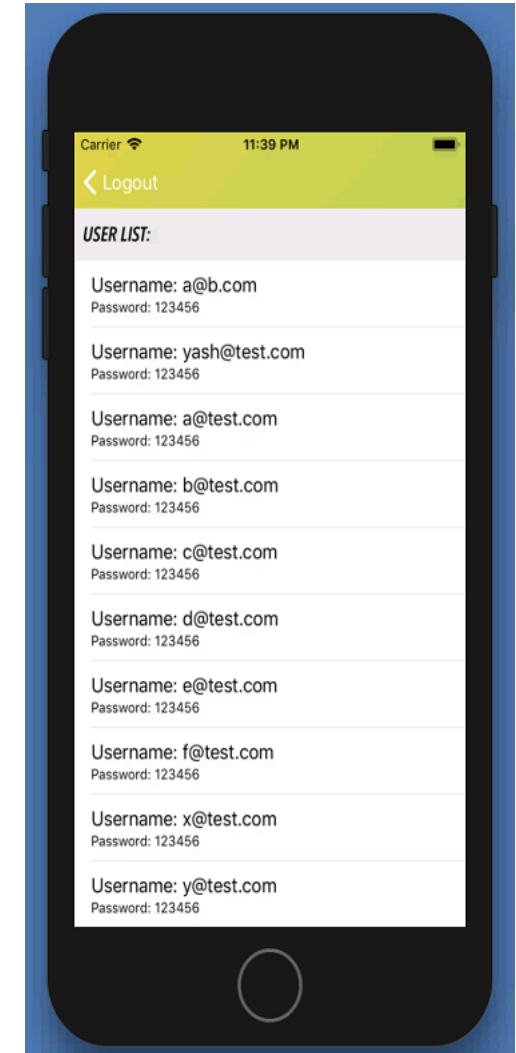 Carrier 11:39 PM
Logout
USER LIST:
Username: a@b.com
Password: 123456
Username: yash@test.com
Password: 123456
Username: a@test.com
Password: 123456
Username: b@test.com
Password: 123456
Username: c@test.com
Password: 123456
Username: d@test.com
Password: 123456
Username: e@test.com
Password: 123456
Username: f@test.com
Password: 123456
Username: x@test.com
Password: 123456
Username: y@test.com
Password: 123456